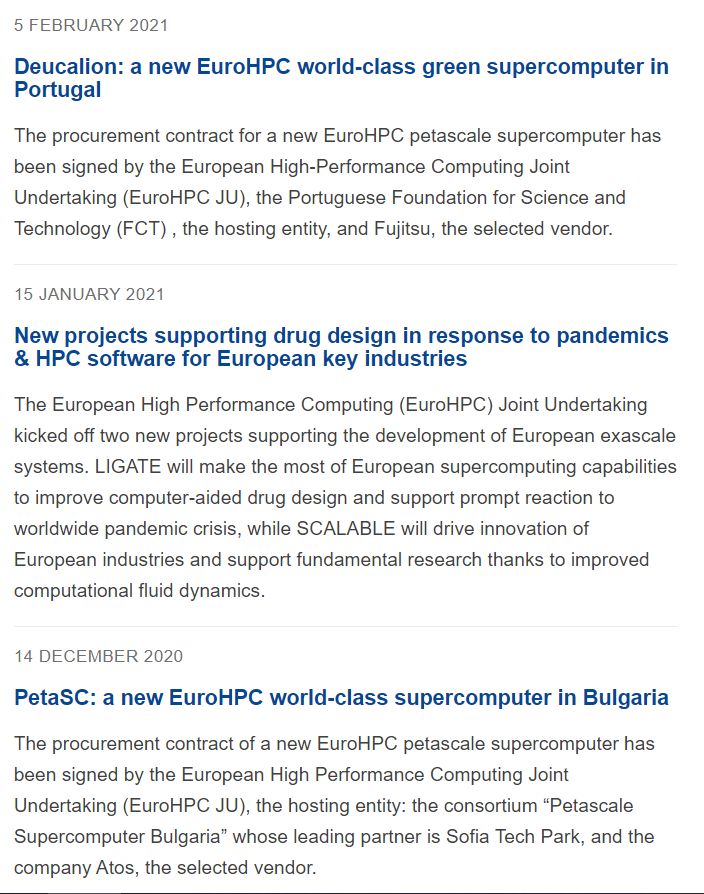 5 FEBRUARY 2021
Deucalion: a new EuroHPC world-class green supercomputer in
Portugal
The procurement contract for a new EuroHPC petascale supercomputer has
been signed by the European High-Performance Computing Joint
Undertaking (EuroHPC JU), the Portuguese Foundation for Science and
Technology (FCT) , the hosting entity, and Fujitsu, the selected vendor.
15 JANUARY 2021
New projects supporting drug design in response to pandemics
& HPC software for European key industries
The European High Performance Computing (EuroHPC) Joint Undertaking
kicked off two new projects supporting the development of European exascale
systems. LIGATE will make the most of European supercomputing capabilities
to improve computer-aided drug design and support prompt reaction to
worldwide pandemic crisis, while SCALABLE will drive innovation of
European industries and support fundamental research thanks to improved
computational fluid dynamics.
14 DECEMBER 2020
PetaSC: a new EuroHPC world-class supercomputer in Bulgaria
The procurement contract of a new EuroHPC petascale supercomputer has
been signed by the European High Performance Computing Joint
Undertaking (EuroHPC JU), the hosting entity: the consortium “Petascale
Supercomputer Bulgaria” whose leading partner is Sofia Tech Park, and the
company Atos, the selected vendor.